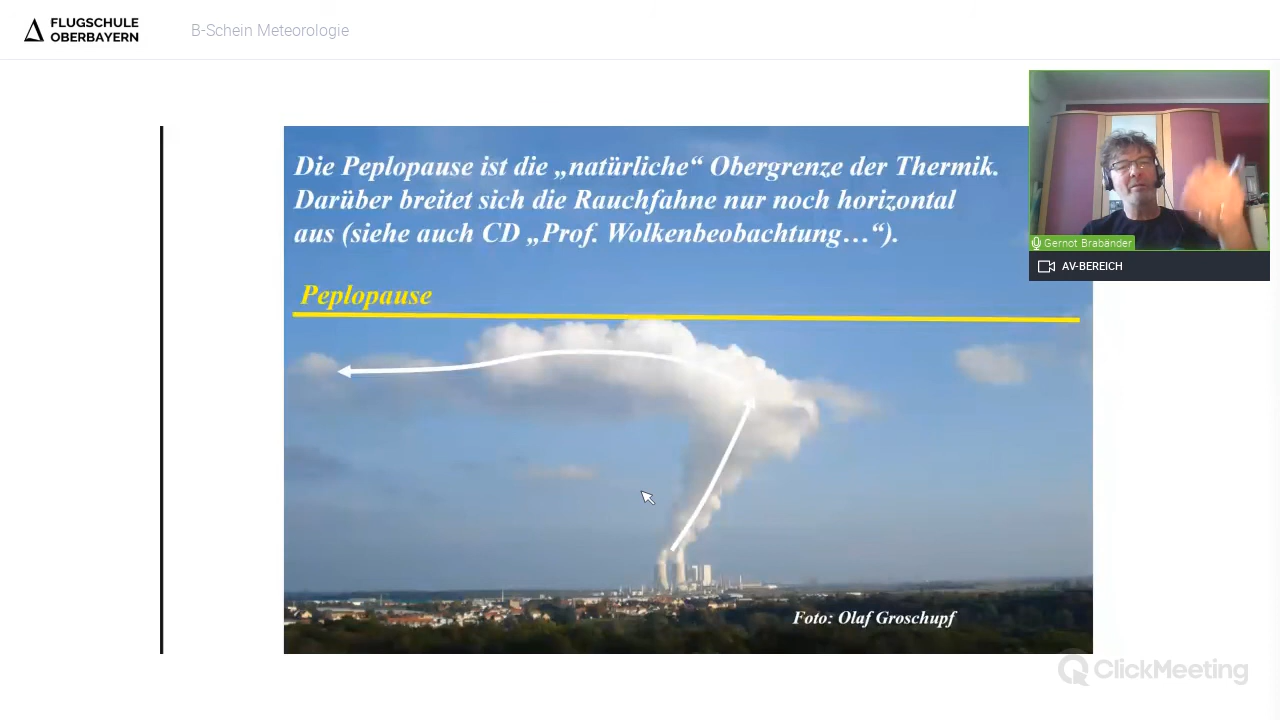 FLUGSCHULE
OBERBAYERN
B-Schein Meteorologie
Die Peplopause ist die „natürliche“ Obergrenze der Thermik.
Darüber breitet sich die Rauchfahne nur noch horizontal
aus (siehe auch CD „Prof. Wolkenbeobachtung…“).
Peplopause
Foto: Olaf Groschupf
Gernot Brabänder
AV-BEREICH
ClickMeeting